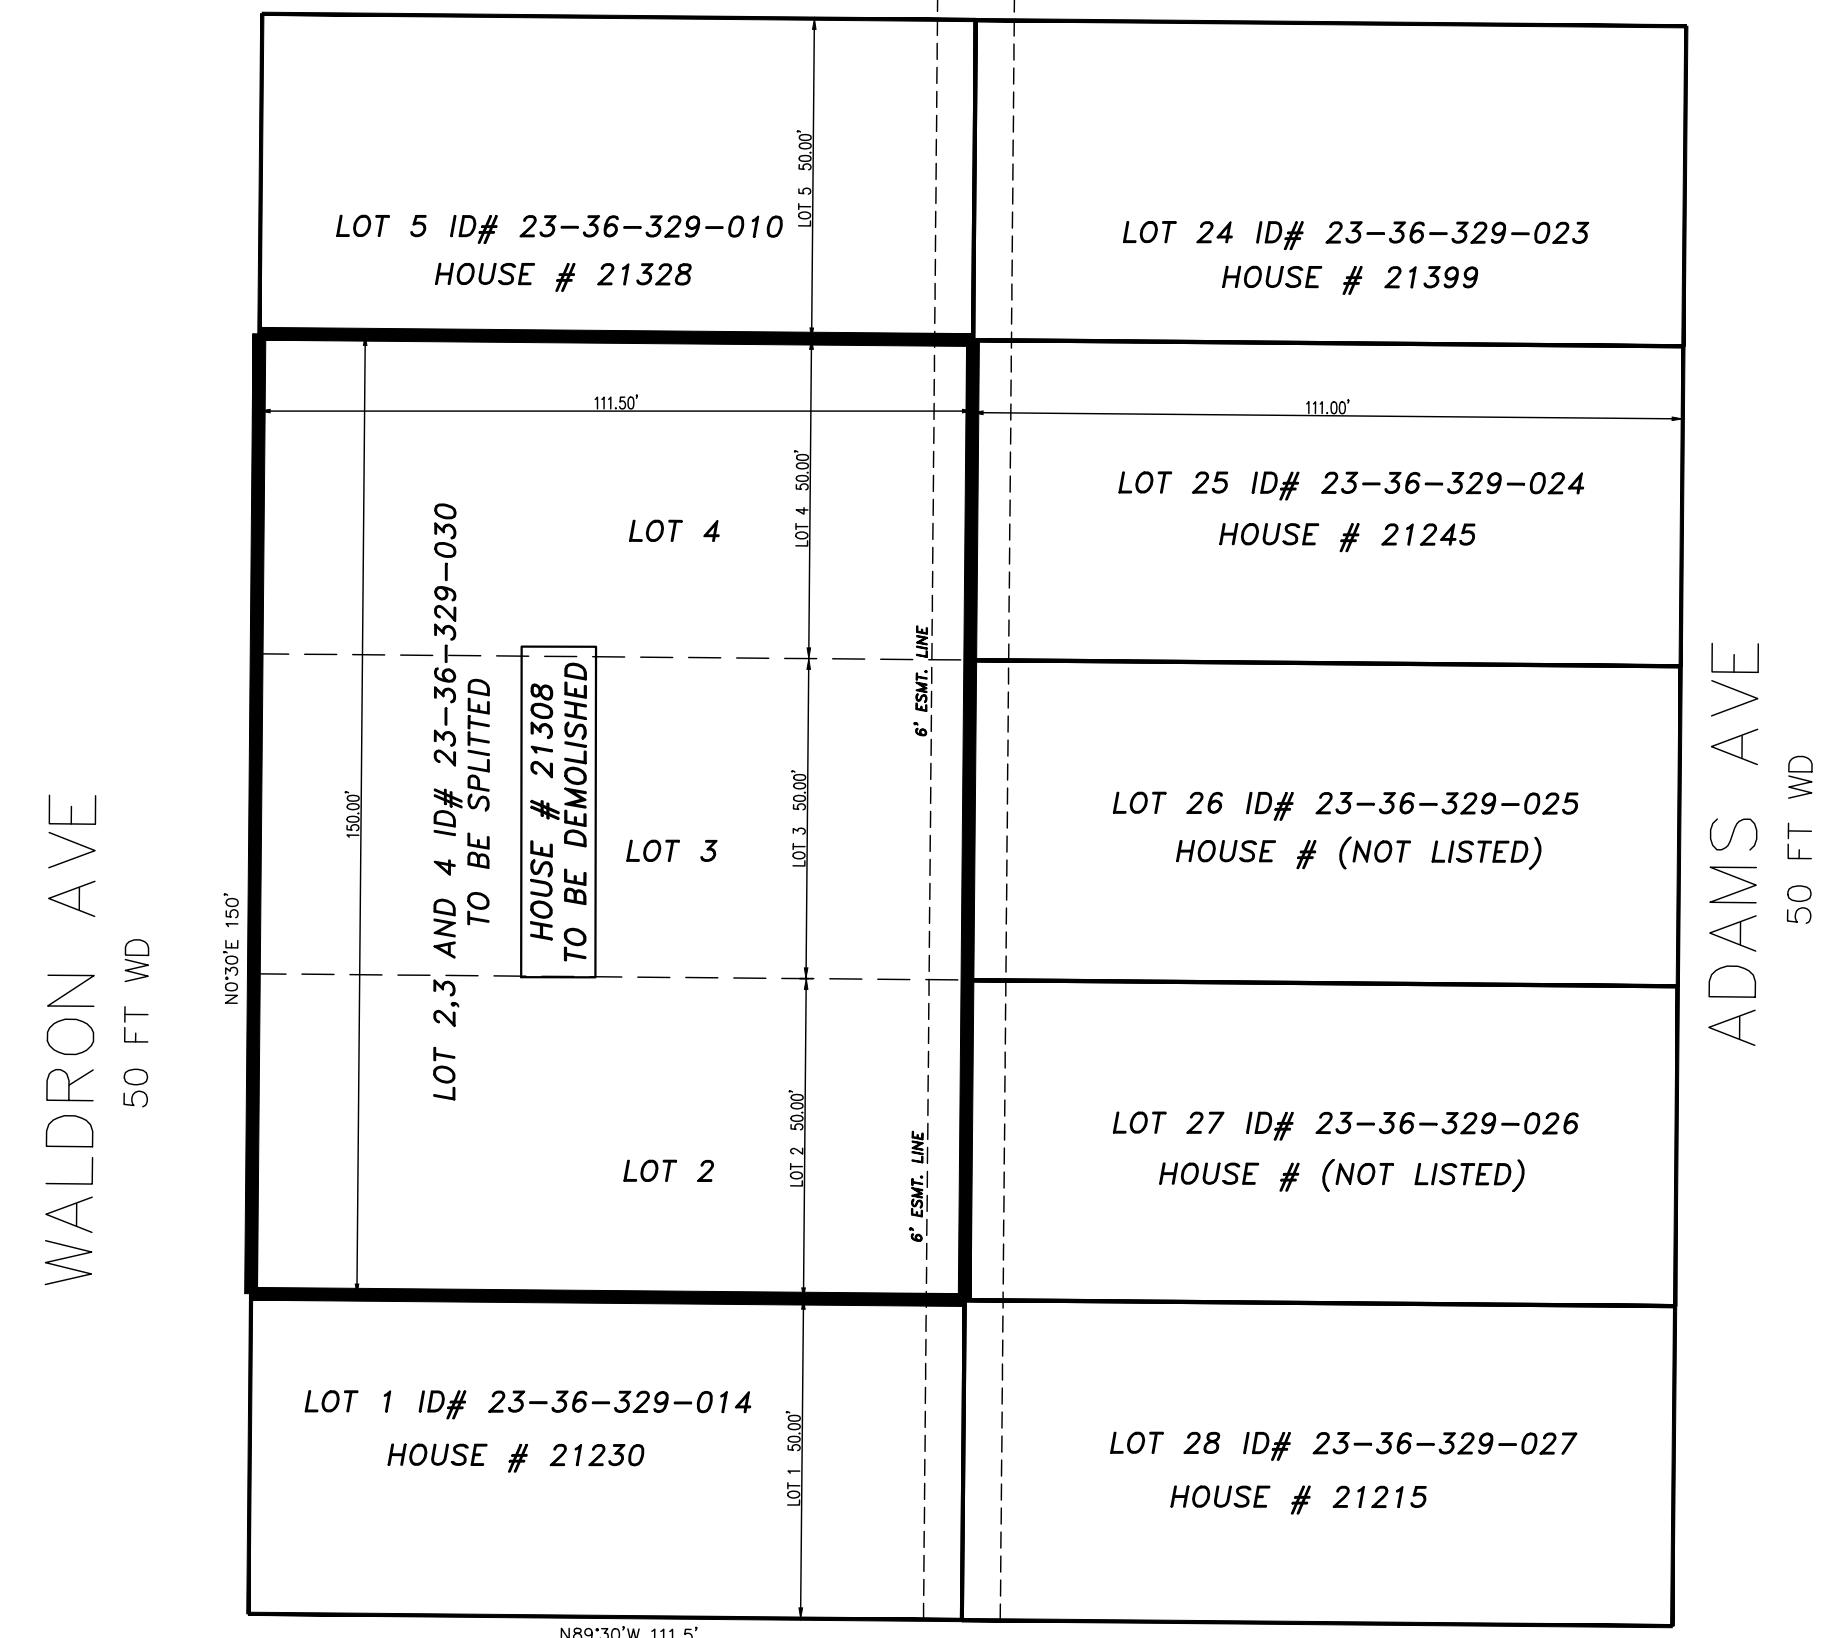 LOT 5 50.00'
LOT 5 ID# 23-36-329-010
HOUSE # 21328
LOT 24 ID# 23-36-329-023
HOUSE # 21399
111.50'
111.00'
LOT 4 50.00'
LOT 4
LOT 25 ID# 23-36-329-024
HOUSE # 21245
LOT 2,3 AND 4 ID# 23-36-329-030
TO BE SPLITTED
HOUSE # 21308
TO BE DEMOLISHED
6' ESMT. LINE
150.00'
LOT 3
LOT 3 50.00'
LOT 26 ID# 23-36-329-025
HOUSE # (NOT LISTED)
WALDRON AVE
50 FT WD
N0°30'E 150'
ADAMS AVE
50 FT WD
LOT 2
LOT 2 50.00'
6' ESMT. LINE
LOT 27 ID# 23-36-329-026
HOUSE # (NOT LISTED)
LOT 1 ID# 23-36-329-014
HOUSE # 21230
LOT 1 50.00'
LOT 28 ID# 23-36-329-027
HOUSE # 21215
N89°30'W 111.5'